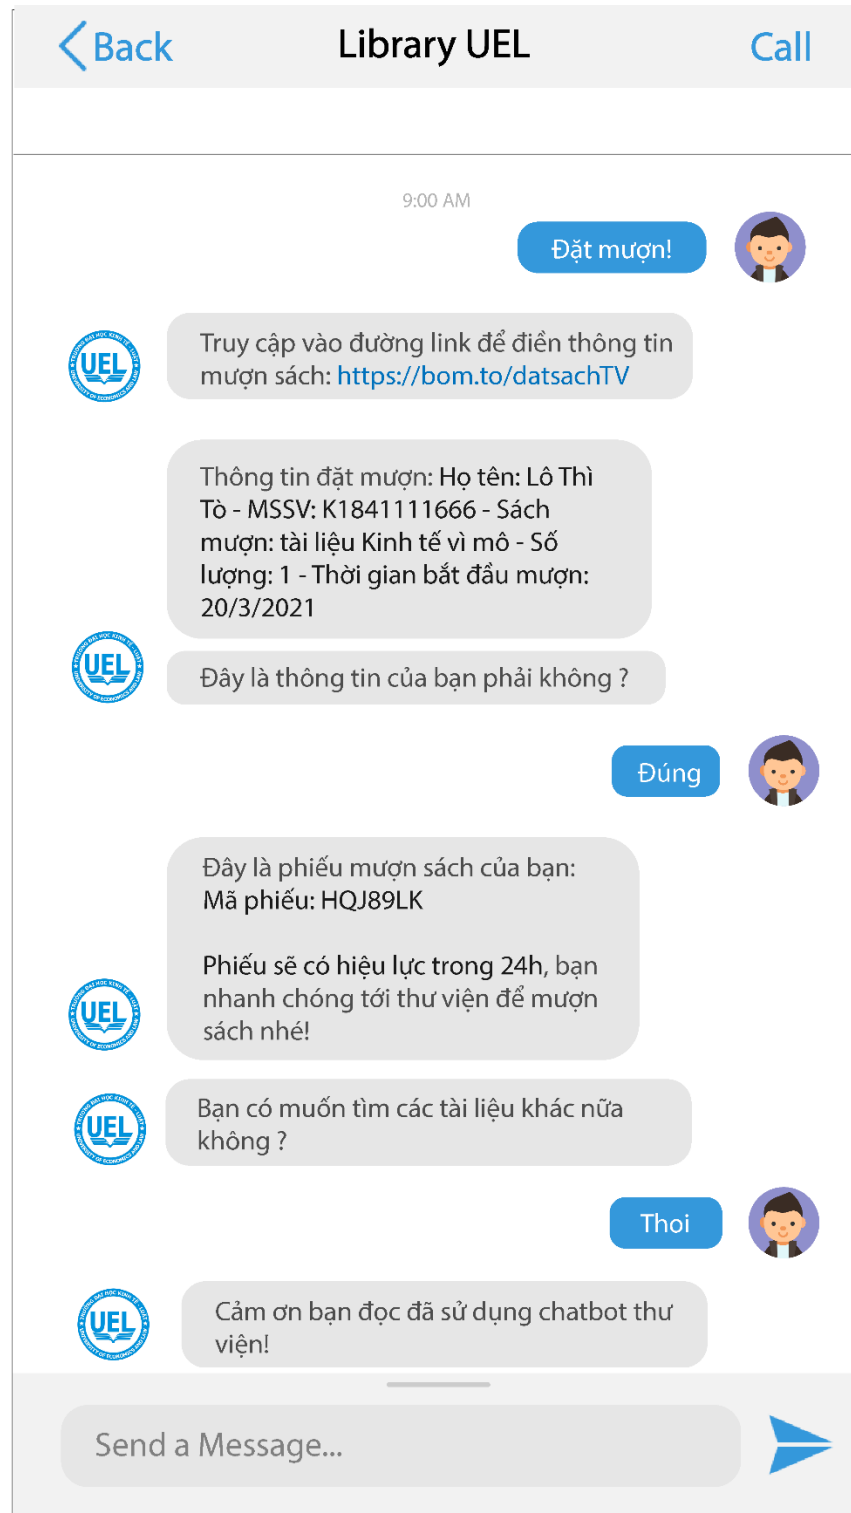 Back
Library UEL
Call
9:00 AM
Đặt mượn!
UEL
Truy cập vào đường link để điền thông tin
mượn sách: https://bom.to/datsachTV
Thông tin đặt mượn: Họ tên: Lô Thì
Tò - MSSV: K1841111666 - Sách
mượn: tài liệu Kinh tế vì mô - Số
lượng: 1 - Thời gian bắt đầu mượn:
20/3/2021
UEL
Đây là thông tin của bạn phải không ?
Đúng
Đây là phiếu mượn sách của bạn:
Mã phiếu: HQJ89LK
Phiếu sẽ có hiệu lực trong 24h, bạn
nhanh chóng tới thư viện để mượn
sách nhé!
UEL
UEL
Bạn có muốn tìm các tài liệu khác nữa
không ?
Thoi
UEL
Cảm ơn bạn đọc đã sử dụng chatbot thư
viện!
Send a Message...